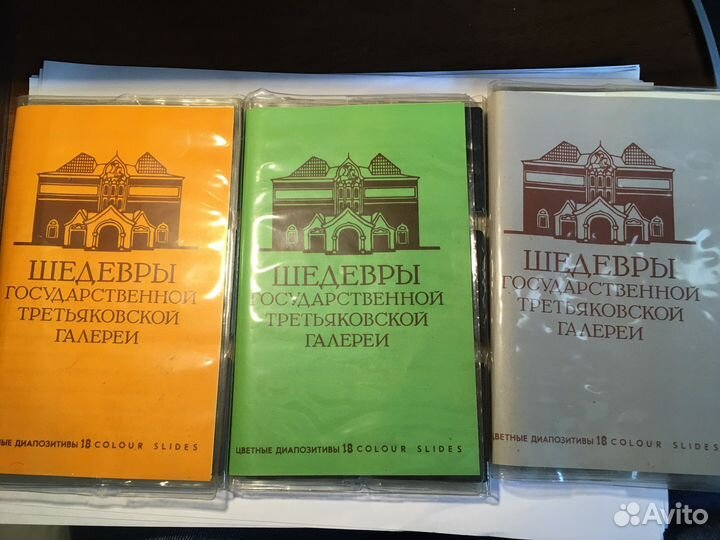 ШЕДЕВРЫ
ГОСУДАРСТВЕННОЙ
ТРЕТЬЯКОВСКОЙ
ГАЛЕРЕИ
НЫЕ ДИАПОЗИТИВЫ 18 COLOUR SLIDES
ШЕДЕВРЫ
ГОСУДАРСТВЕННОЙ
ТРЕТЬЯКОВСКОЙ
ГАЛЕРЕИ
ЦВЕТНЫЕ ДИАПОЗИТИВЫ 18 COLOUR SLIDES
ШЕДЕВРЫ
ГОСУДАРСТВЕННОЙ
ТРЕТЬЯКОВСКОЙ
ГАЛЕРЕИ
ЦВЕТНЫЕ ДИАПОЗИТИВЫ 18 COLOUR SLIDES
Avito